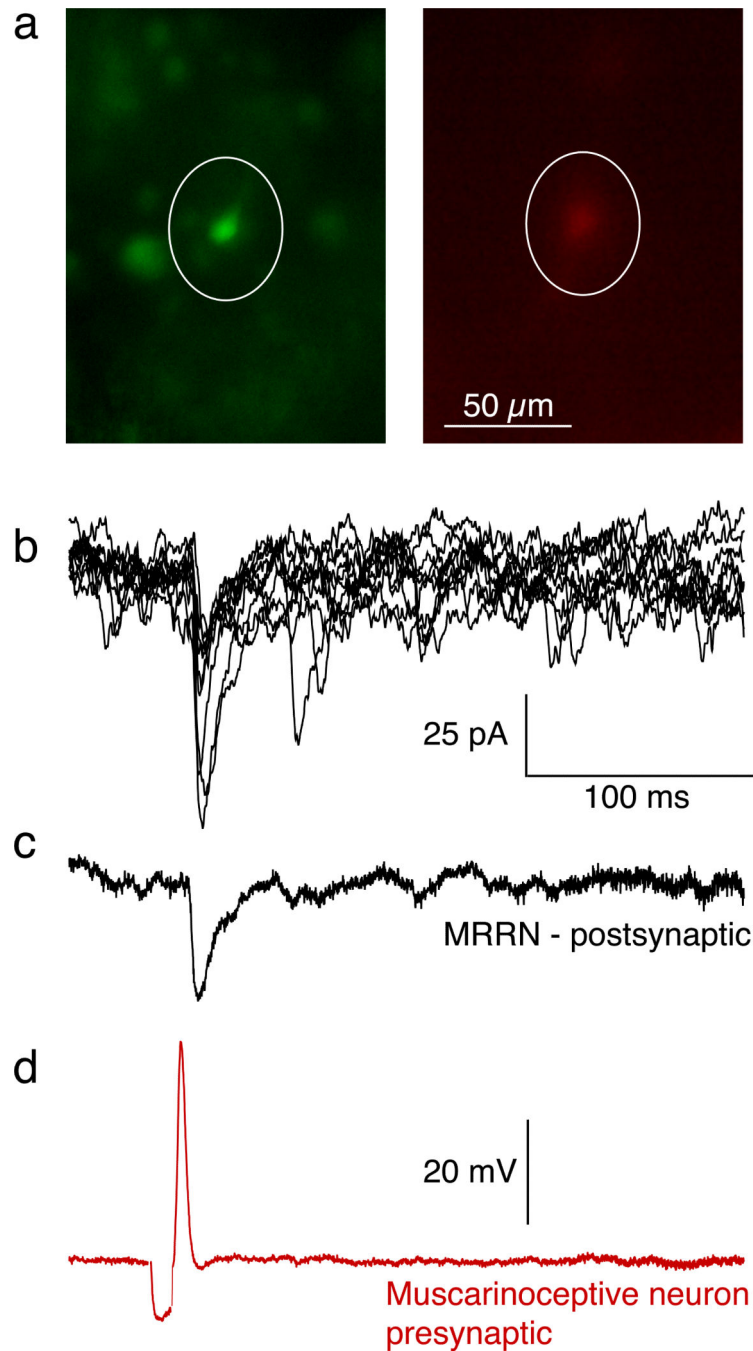 a
50 µm
b
25 pA
100 ms
c
MRRN - postsynaptic
d
20 mV
Muscarinoceptive neuron
presynaptic